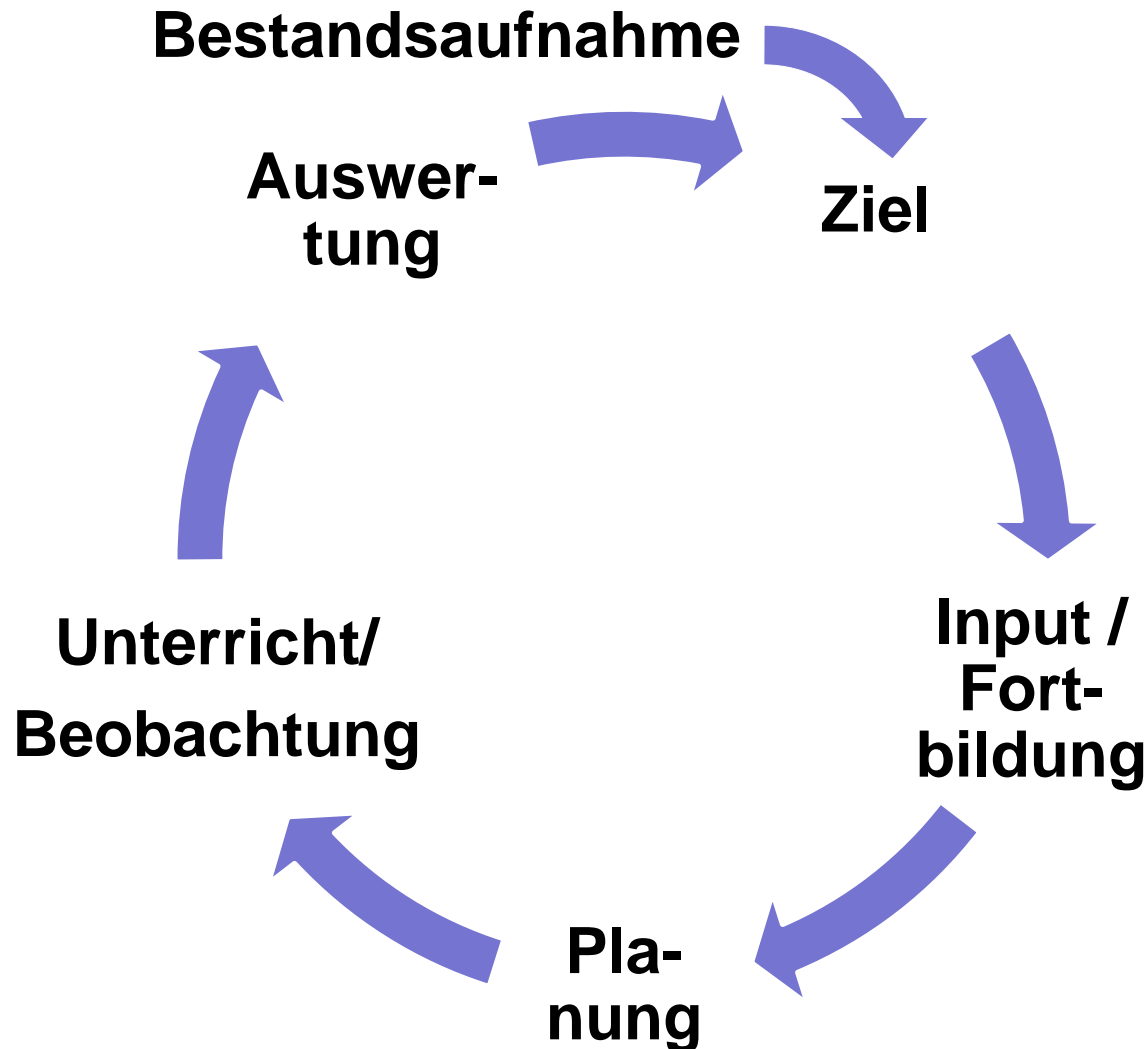 Bestandsaufnahme
Auswer-
tung
Ziel
Input /
Fort-
bildung
Pla-
nung
Unterricht/
Beobachtung